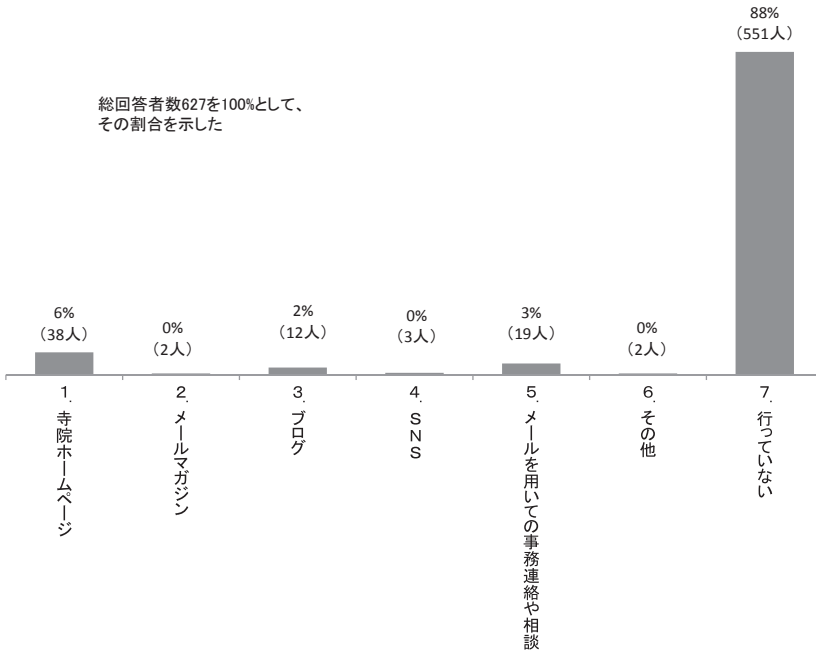 88%
（551人）
総回答者数627を100%として、
その割合を示した
6%
（38人）
0%
（2人）
2%
（12人）
0%
（3人）
3%
（19人）
0%
（2人）
1．寺院ホームページ
2．メールマガジン
3．ブログ
4．SNS
5．メールを用いての事務連絡や相談
6．その他
7．行っていない